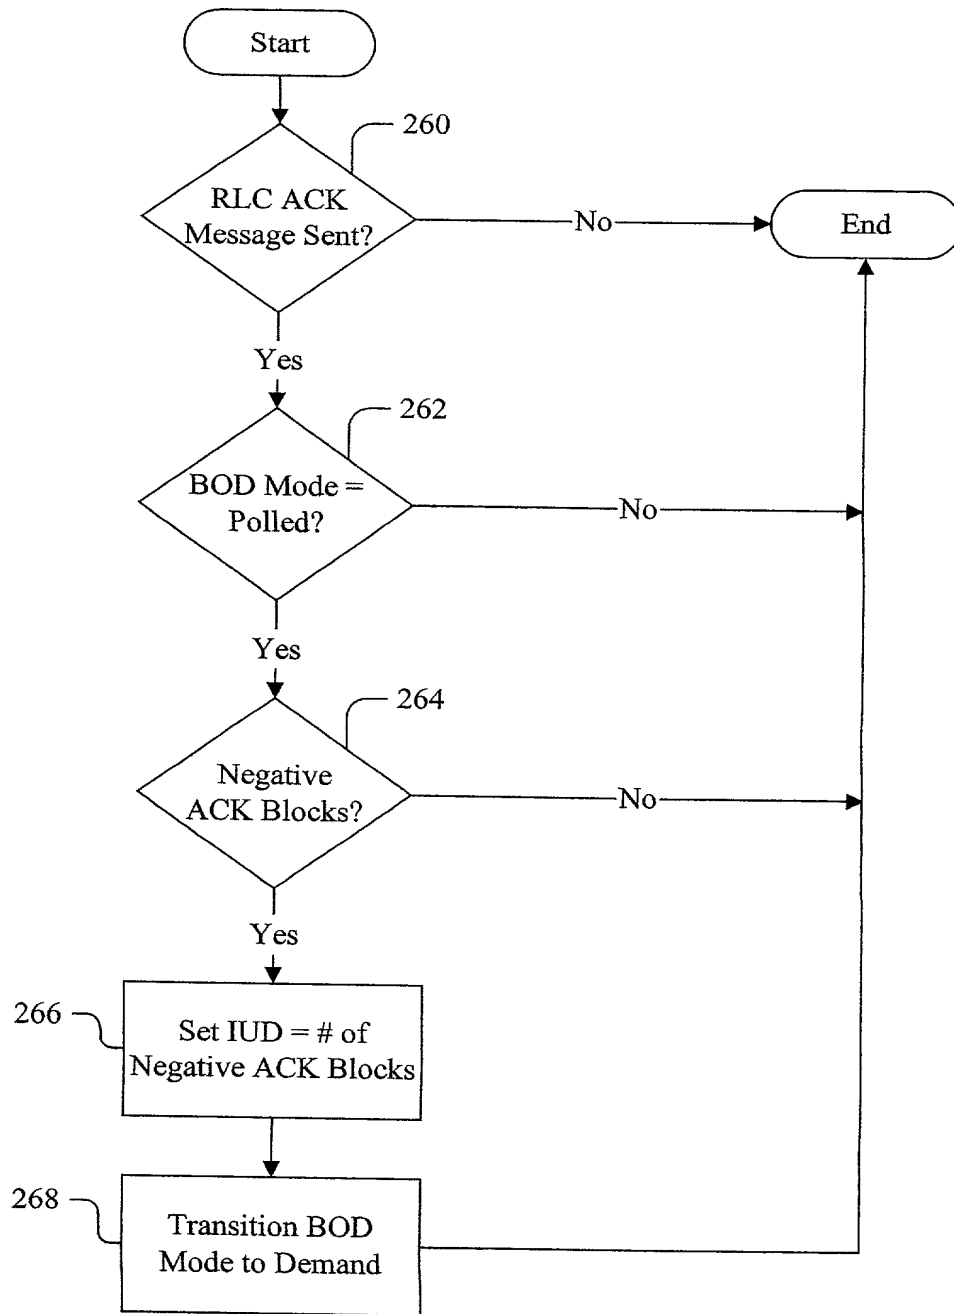 Start
260
RLC ACK
Message Sent?
No
End
Yes
262
BOD Mode =
Polled?
No
Yes
264
Negative
ACK Blocks?
No
Yes
266
Set IUD = # of
Negative ACK Blocks
268
Transition BOD
Mode to Demand